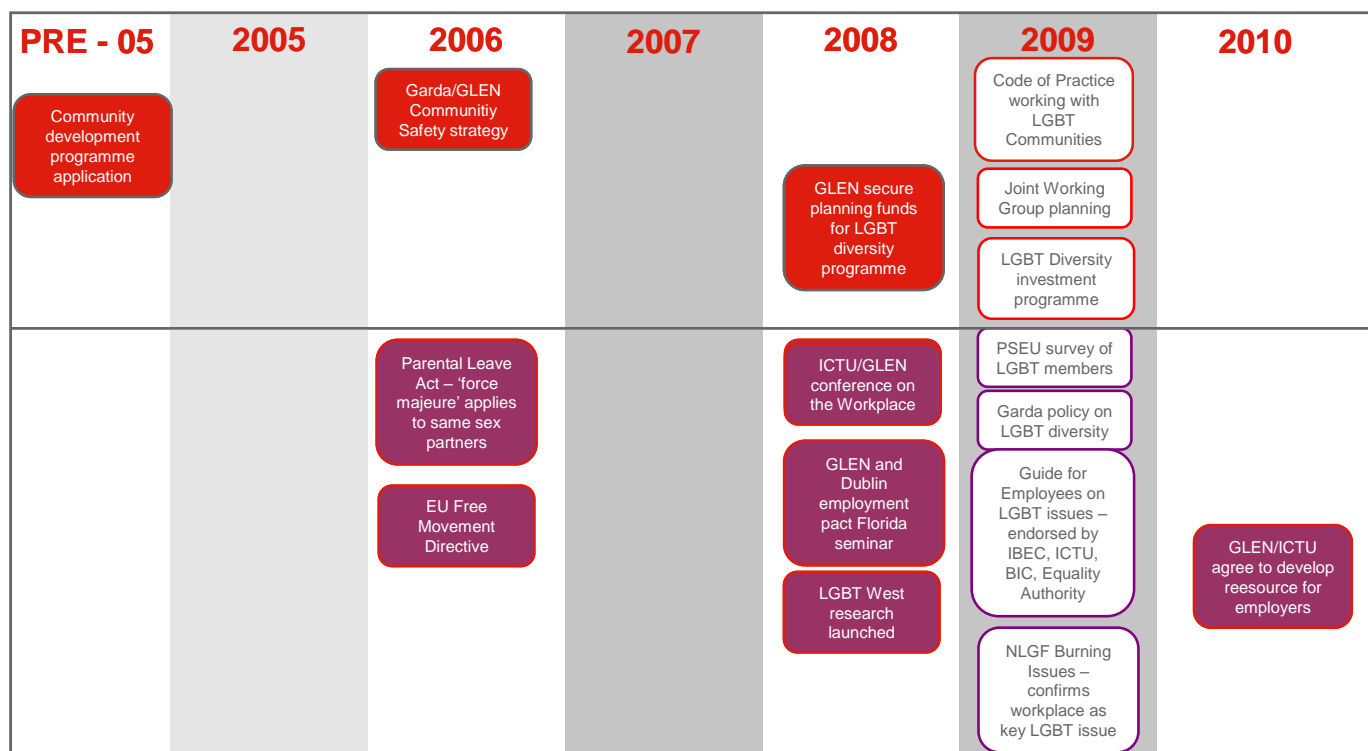 PRE - 05
2005
2006
2007
2008
2009
2010
Community
development
programme
application
Garda/GLEN
Communitiy
Safety strategy
GLEN secure
planning funds
for LGBT
diversity
programme
Code of Practice
working with
LGBT
Communities
Joint Working
Group planning
LGBT Diversity
investment
programme
Parental Leave
Act – ‘force
majeure’ applies
to same sex
partners
EU Free
Movement
Directive
ICTU/GLEN
conference on
the Workplace
GLEN and
Dublin
employment
pact Florida
seminar
LGBT West
research
launched
PSEU survey of
LGBT members
Garda policy on
LGBT diversity
Guide for
Employees on
LGBT issues –
endorsed by
IBEC, ICTU,
BIC, Equality
Authority
NLGF Burning
Issues –
confirms
workplace as
key LGBT issue
GLEN/ICTU
agree to develop
reesource for
employers